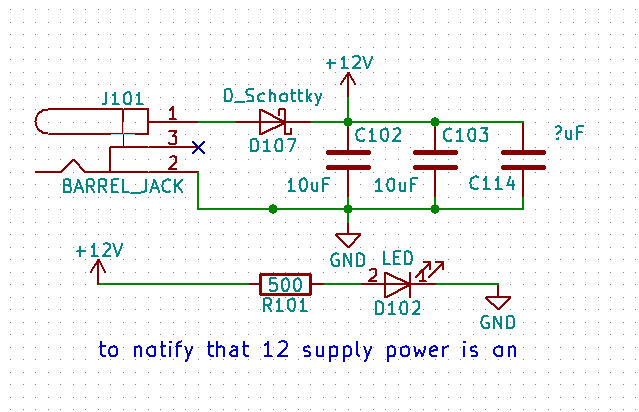 +12V
J101
D_Schottky
1
3
2
D107
C102
C103
?uF
BARREL_JACK
10uF
10uF
C114
+12V
GND
LED
500
2
1
R101
D102
GND
to notify that 12 supply power is on